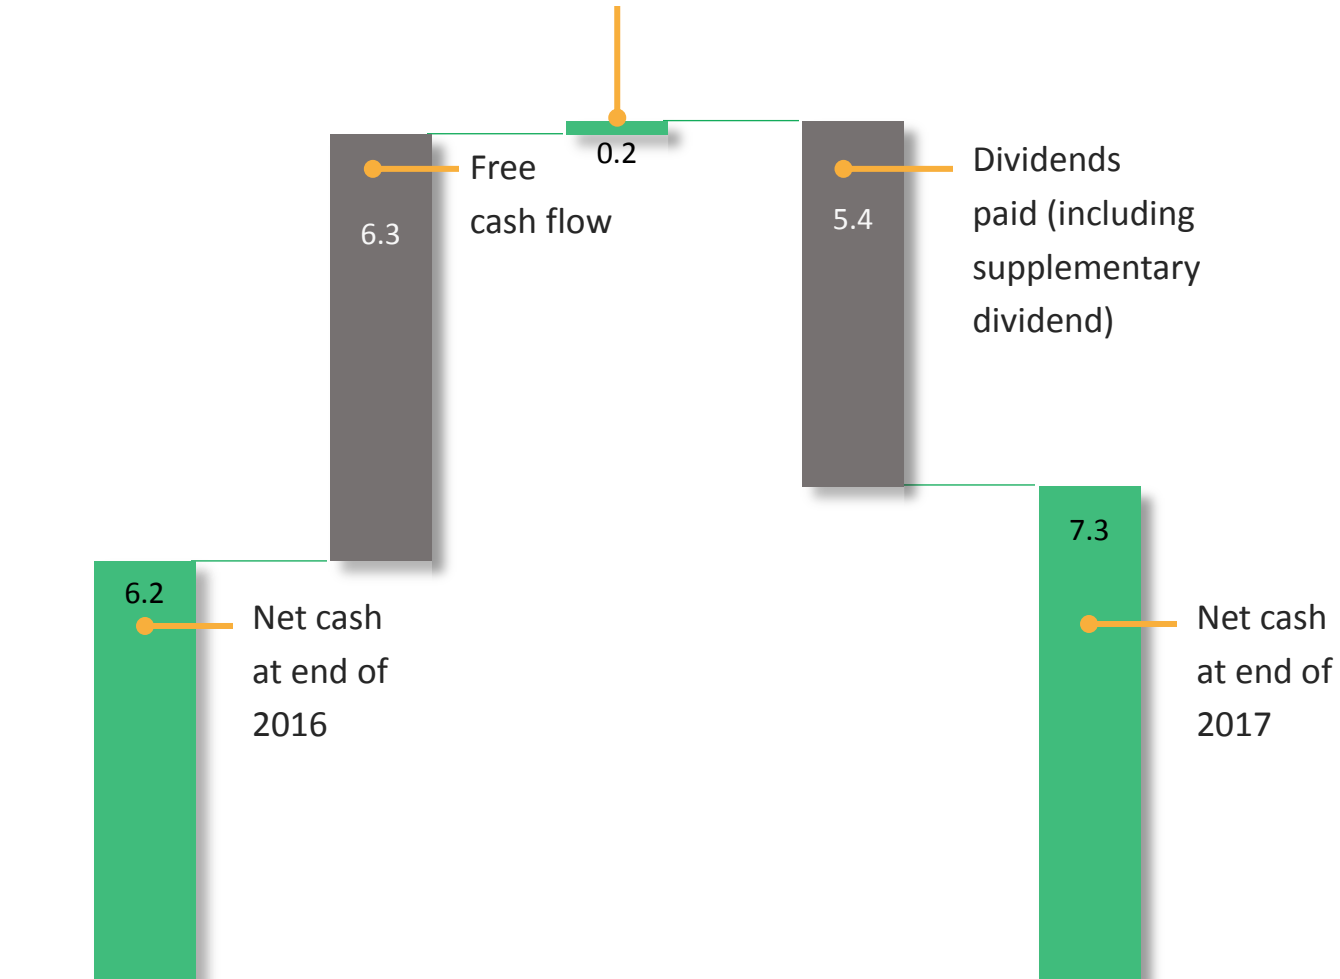 0.2
Free
cash flow
6.3
Dividends
paid (including
supplementary
dividend)
5.4
7.3
6.2
Net cash
at end of
2016
Net cash
at end of
2017